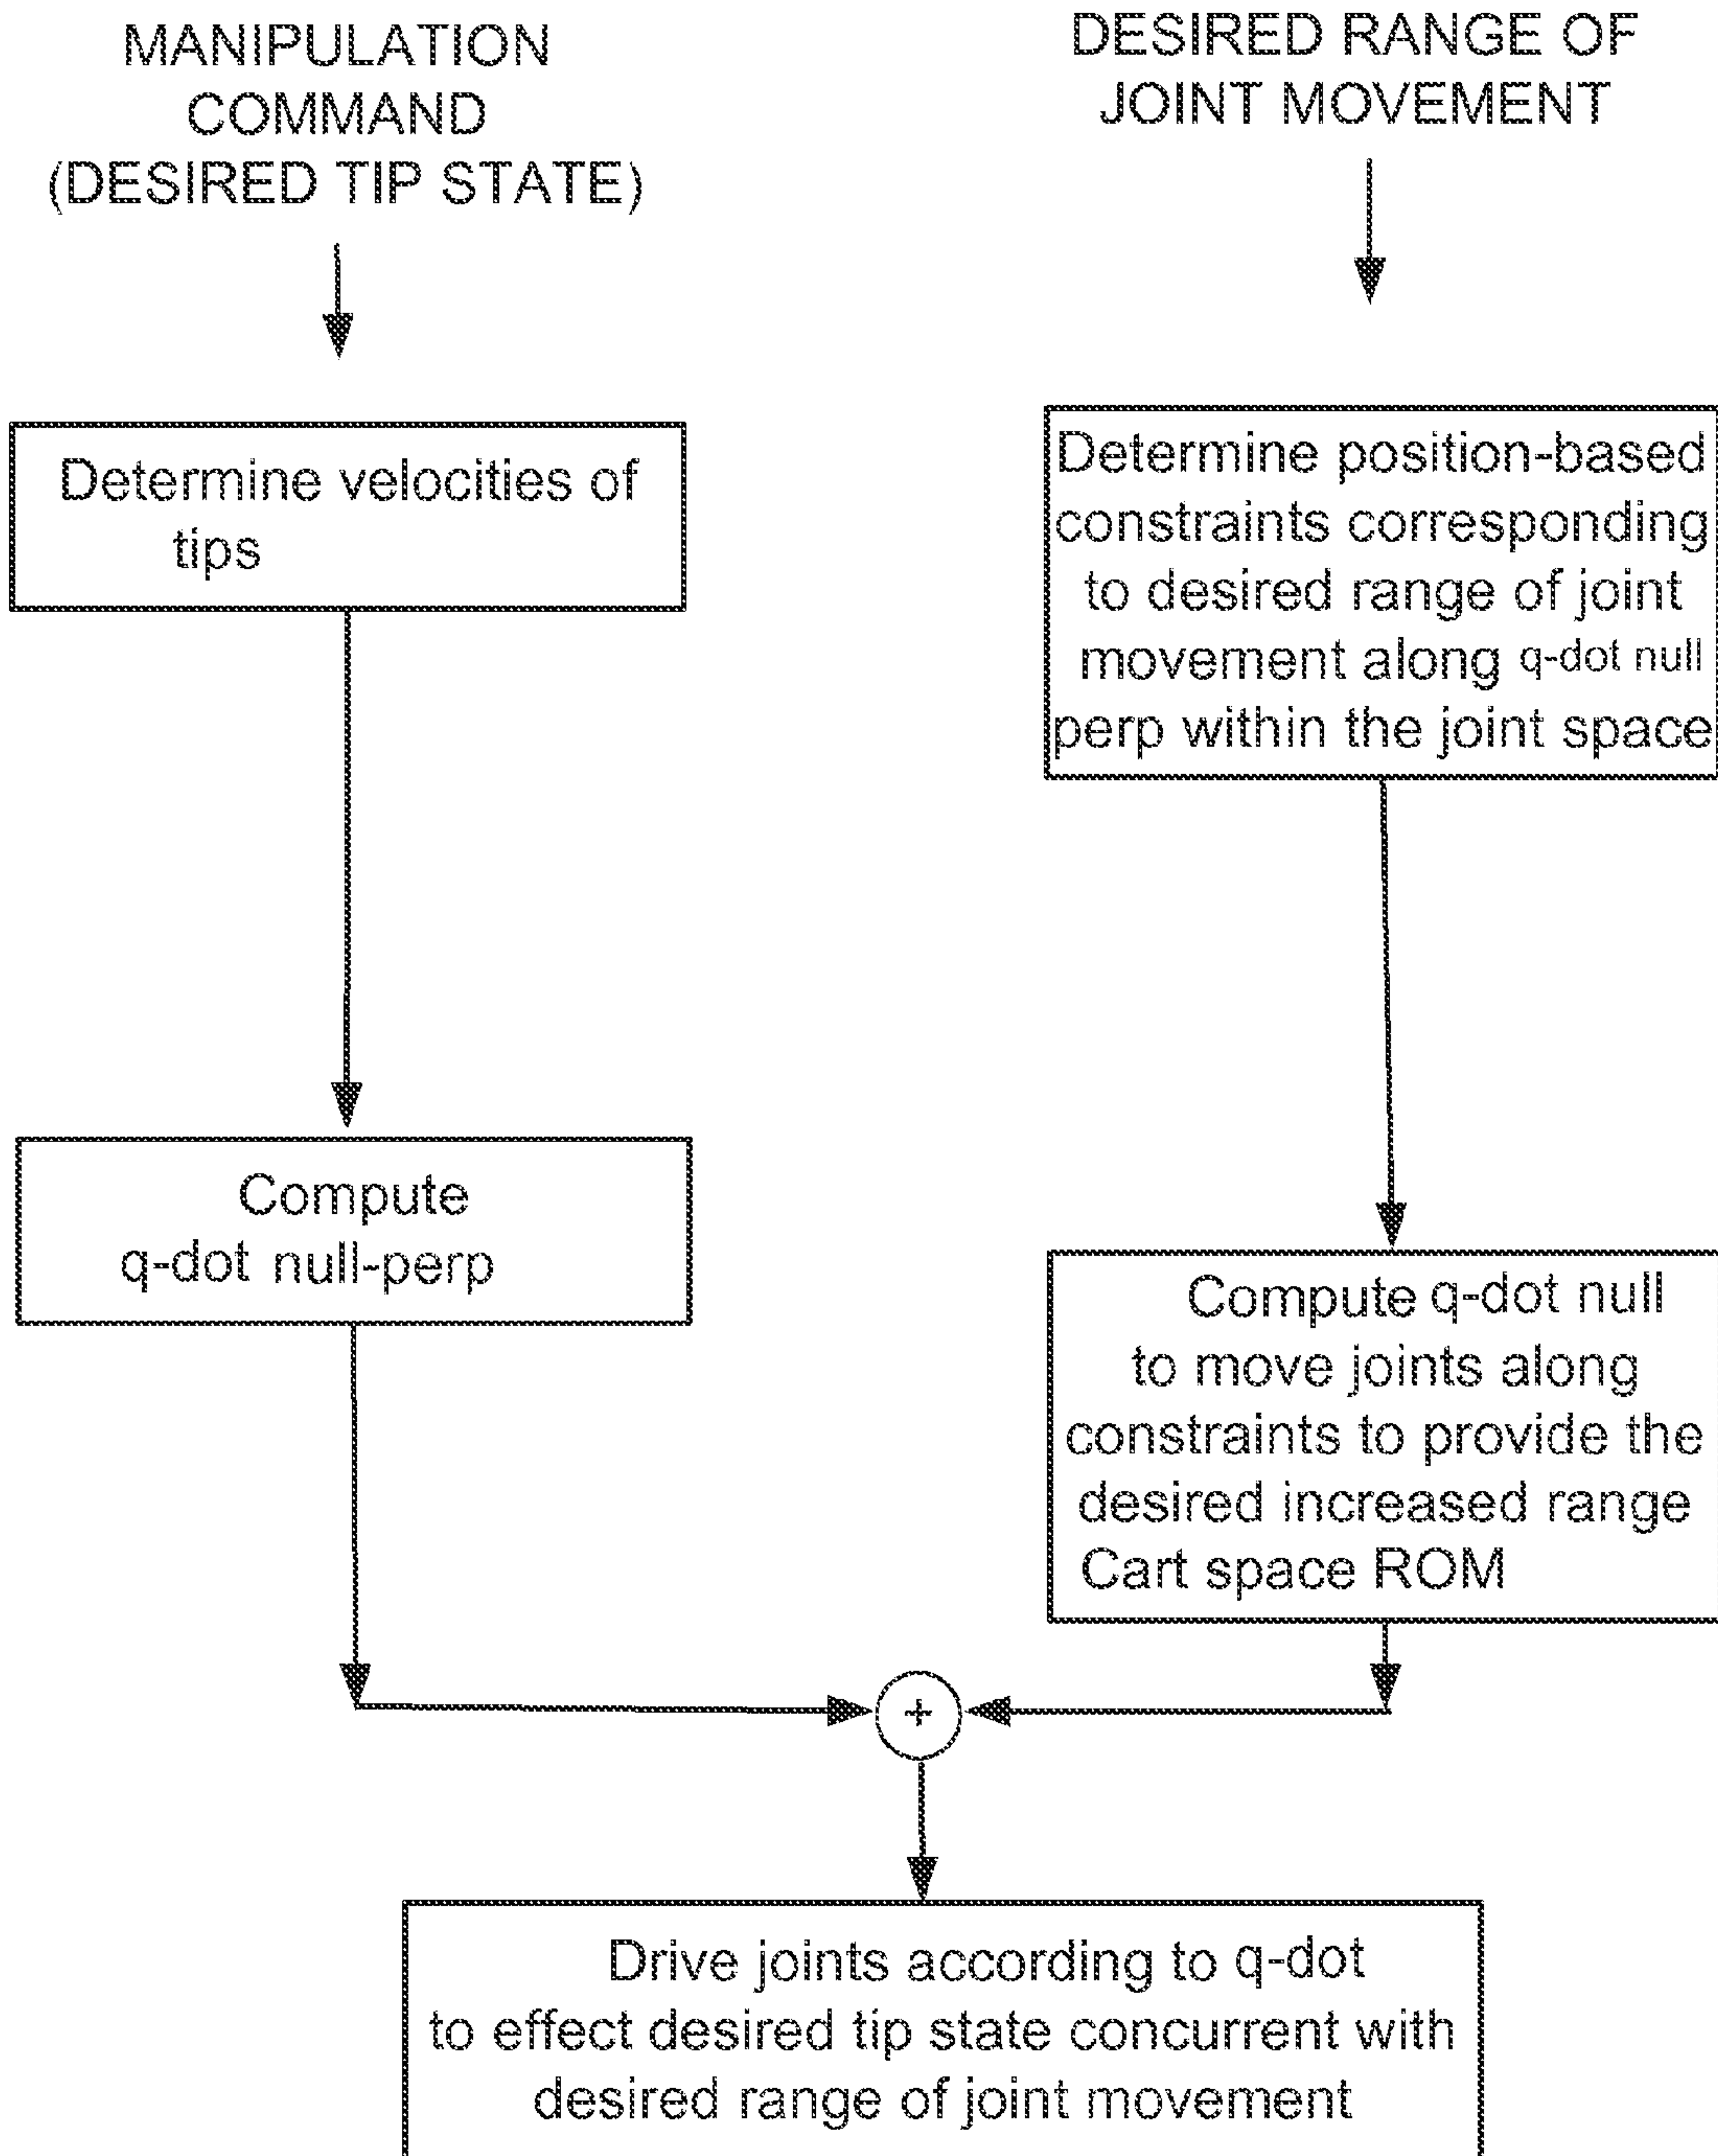 MANIPULATION
COMMAND
(DESIRED TIP STATE)
DESIRED RANGE OF
JOINT MOVEMENT
Determine velocities of
tips
Determine position-based
constraints corresponding
to desired range of joint
movement along q-dot null
perp within the joint space
Compute
q-dot null-perp
Compute q-dot null
to move joints along
constraints to provide the
desired increased range
Cart space ROM
+
Drive joints according to q-dot
to effect desired tip state concurrent with
desired range of joint movement